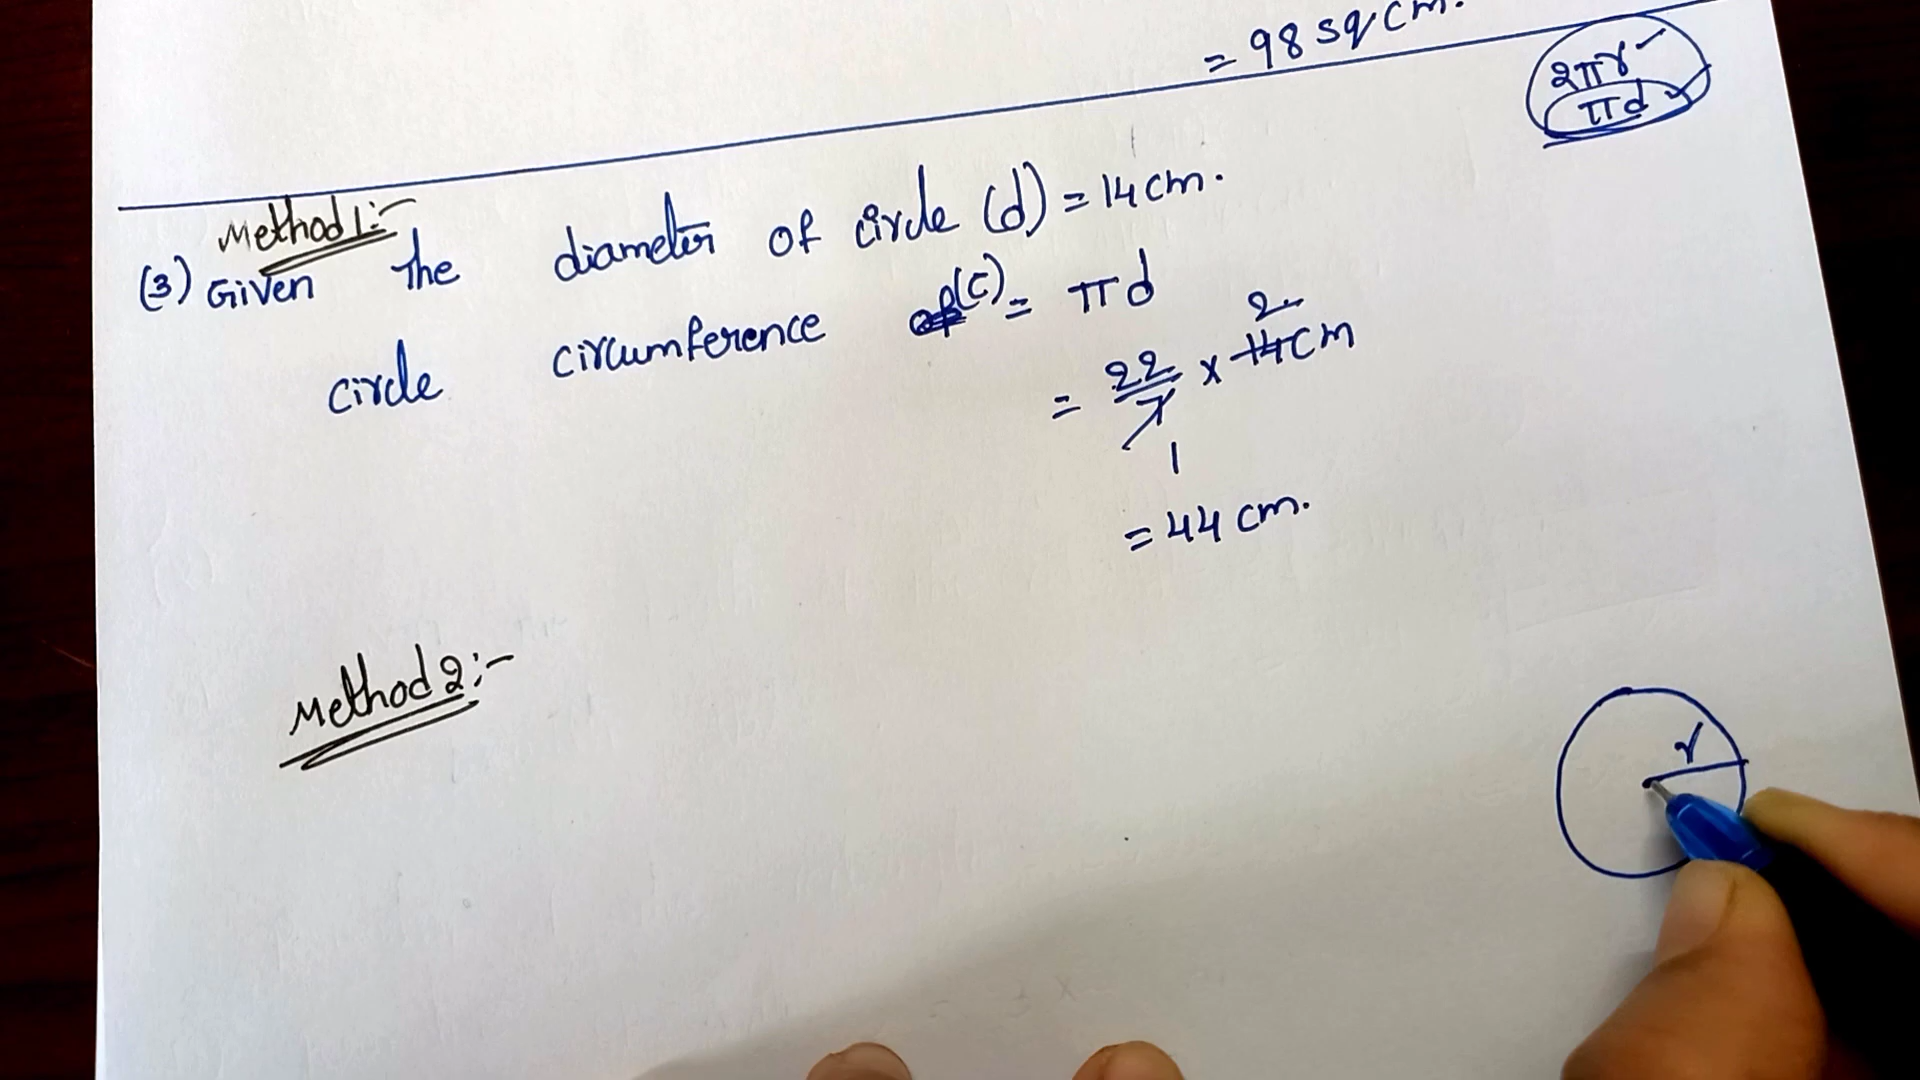 = 98 sq cm.
2πr ✓
πd ✓
Method 1:-
(3) Given the diameter of circle (d) = 14 cm.
circle circumference (C) = πd
2
= 22/7 x 14 cm
1
= 44 cm.
Method 2:-
r